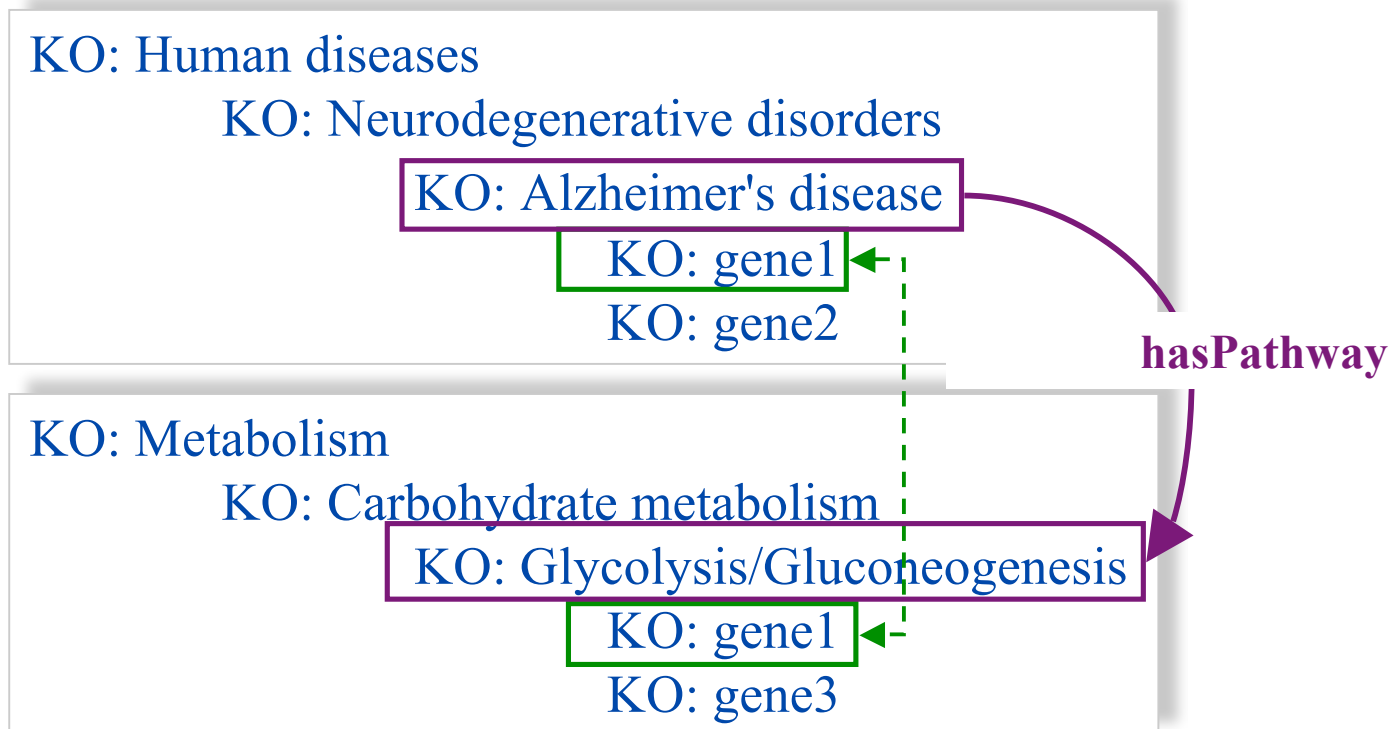 KO: Human diseases
KO: Neurodegenerative disorders
KO: Alzheimer's disease
KO: gene1
KO: gene2
hasPathway
KO: Metabolism
KO: Carbohydrate metabolism
KO: Glycolysis/Gluconeogenesis
KO: gene1
KO: gene3